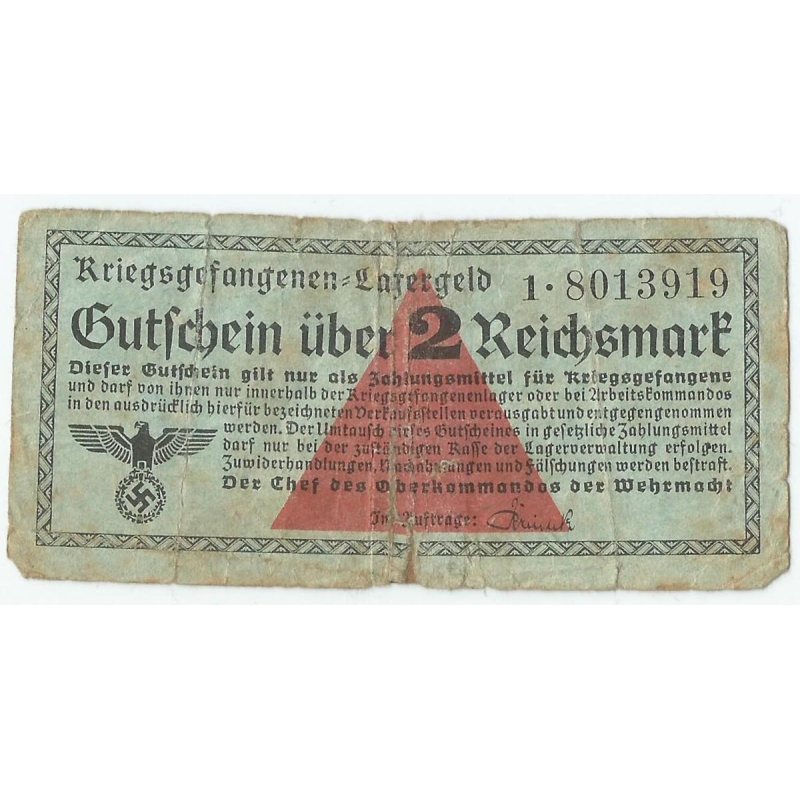 Kriegsgefangenen=Lagergeld
1·8013919
Gutschein über 2 Reichsmark
Dieser Gutschein gilt nur als Zahlungsmittel für Kriegsgefangene
und darf von ihnen nur innerhalb der Kriegsgefangenenlager oder bei Arbeitskommandos
in den ausdrücklich hierfür bezeichneten Verkaufsstellen verausgabt und entgegengenommen
werden. Der Umtausch dieses Gutscheines in gesetzliche Zahlungsmittel
darf nur bei der zuständigen Kasse der Lagerverwaltung erfolgen.
Zuwiderhandlungen, Nachahmungen und Fälschungen werden bestraft.
Der Chef des Oberkommandos der Wehrmacht
Im Auftrage: